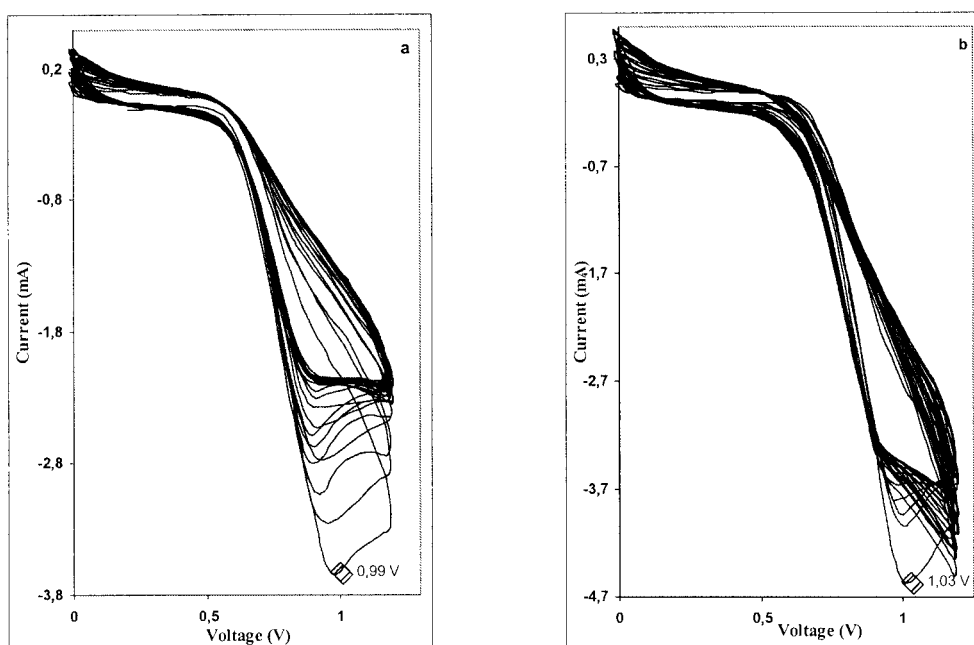 a
0,2
-0,8
-1,8
-2,8
-3,8
Current (mA)
0,99 V
0
0,5
1
Voltage (V)
b
0,3
-0,7
-1,7
-2,7
-3,7
-4,7
Current (mA)
1,03 V
0
0,5
1
Voltage (V)